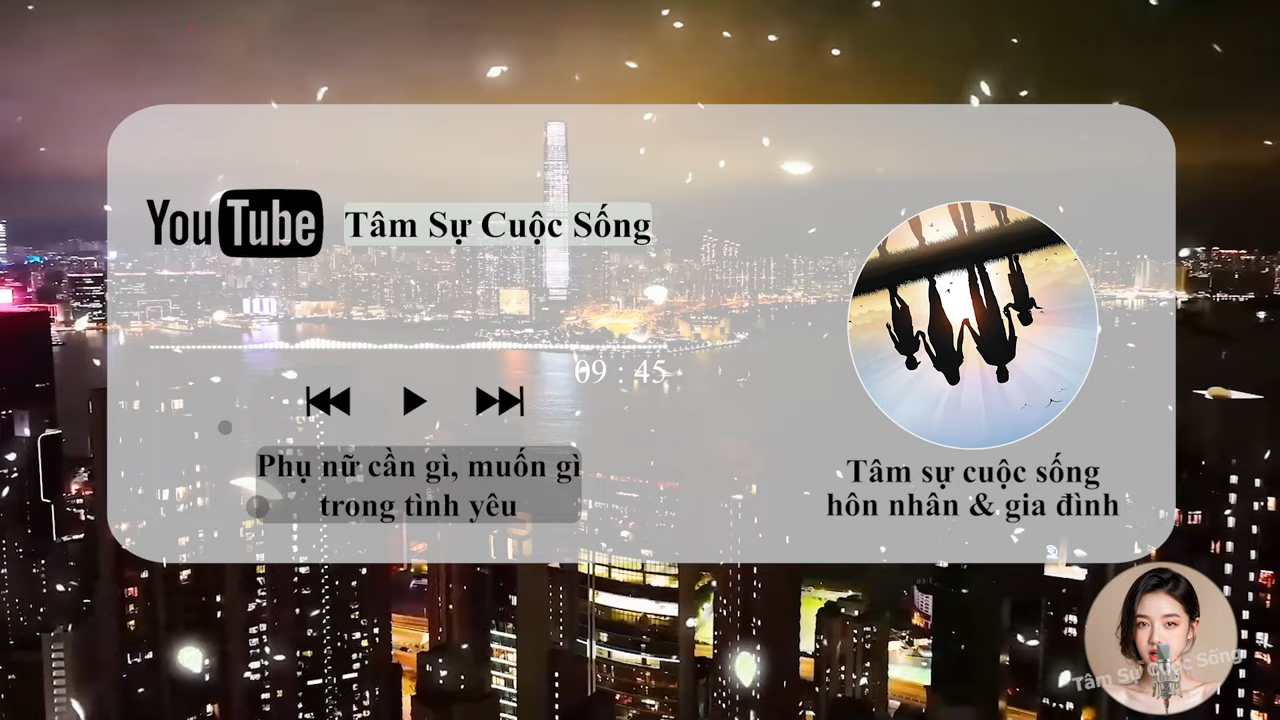 YouTube
Tâm Sự Cuộc Sống
09 : 45
Phụ nữ cần gì, muốn gì
trong tình yêu
Tâm sự cuộc sống
hôn nhân & gia đình
Tâm Sự Cuộc Sống